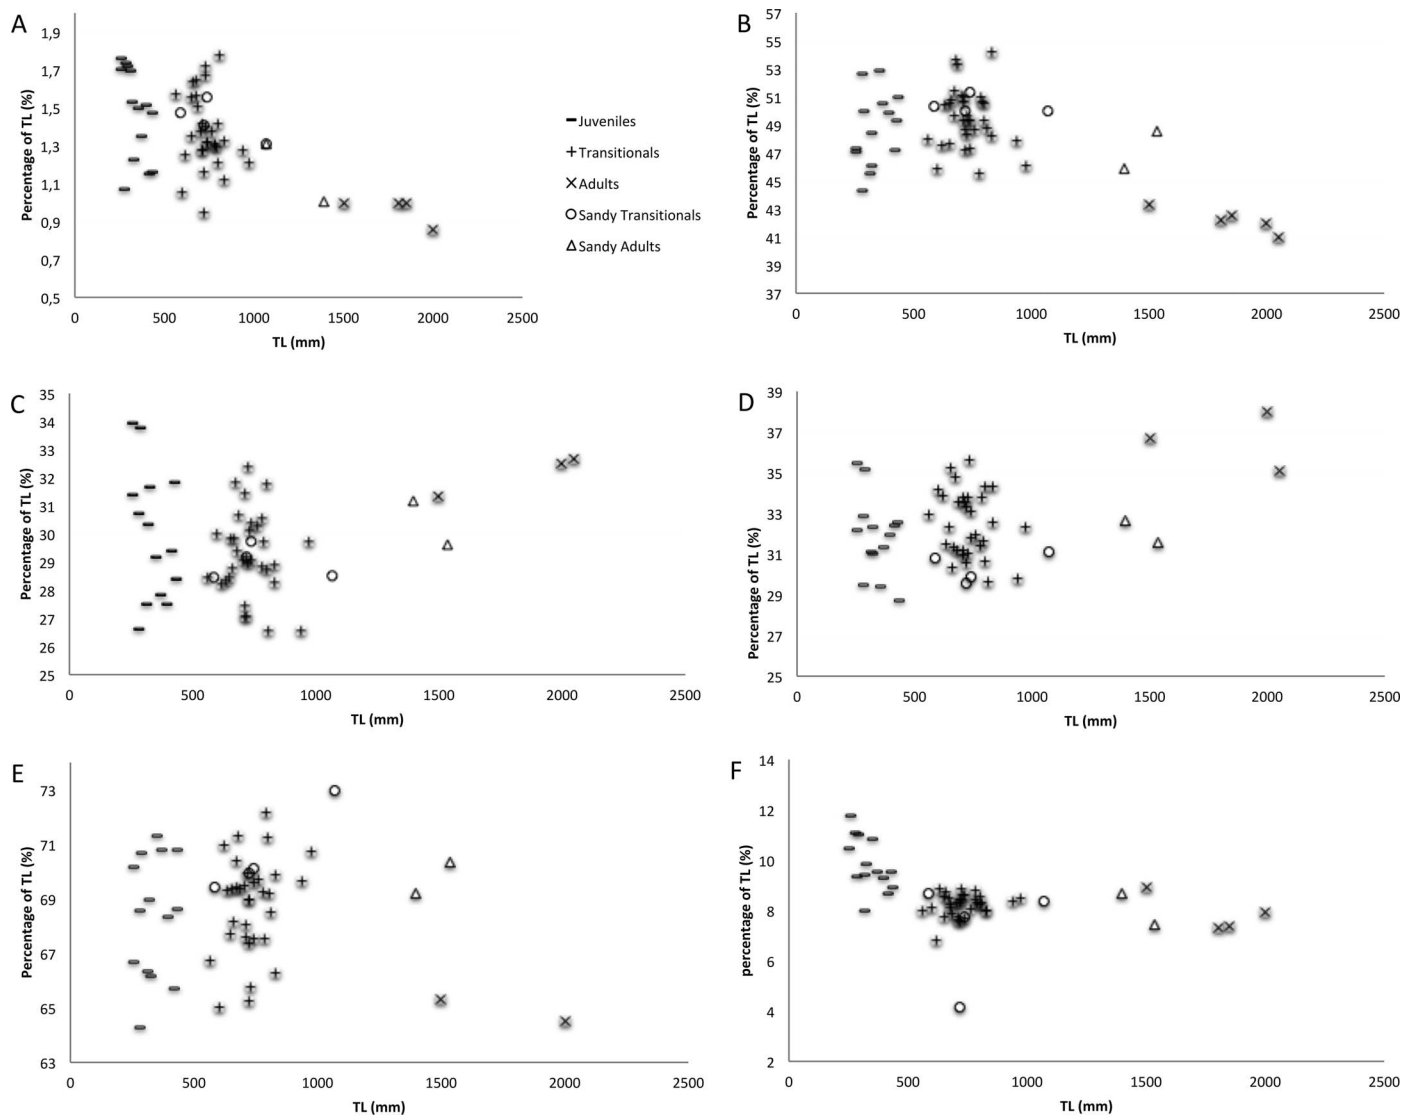 A
Percentage of TL (%)
1,9
1,7
1,5
1,3
1,1
0,9
0,7
0,5
0 500 1000 1500 2000 2500
TL (mm)
Juveniles
Transitionals
Adults
Sandy Transitionals
Sandy Adults
B
Percentage of TL (%)
57
55
53
51
49
47
45
43
41
39
37
0 500 1000 1500 2000 2500
TL (mm)
C
Percentage of TL (%)
35
34
33
32
31
30
29
28
27
26
25
0 500 1000 1500 2000 2500
TL (mm)
D
Percentage of TL (%)
39
37
35
33
31
29
27
25
0 500 1000 1500 2000 2500
TL (mm)
E
Percentage of TL (%)
73
71
69
67
65
63
0 500 1000 1500 2000 2500
TL (mm)
F
percentage of TL (%)
14
12
10
8
6
4
2
0 500 1000 1500 2000 2500
TL (mm)